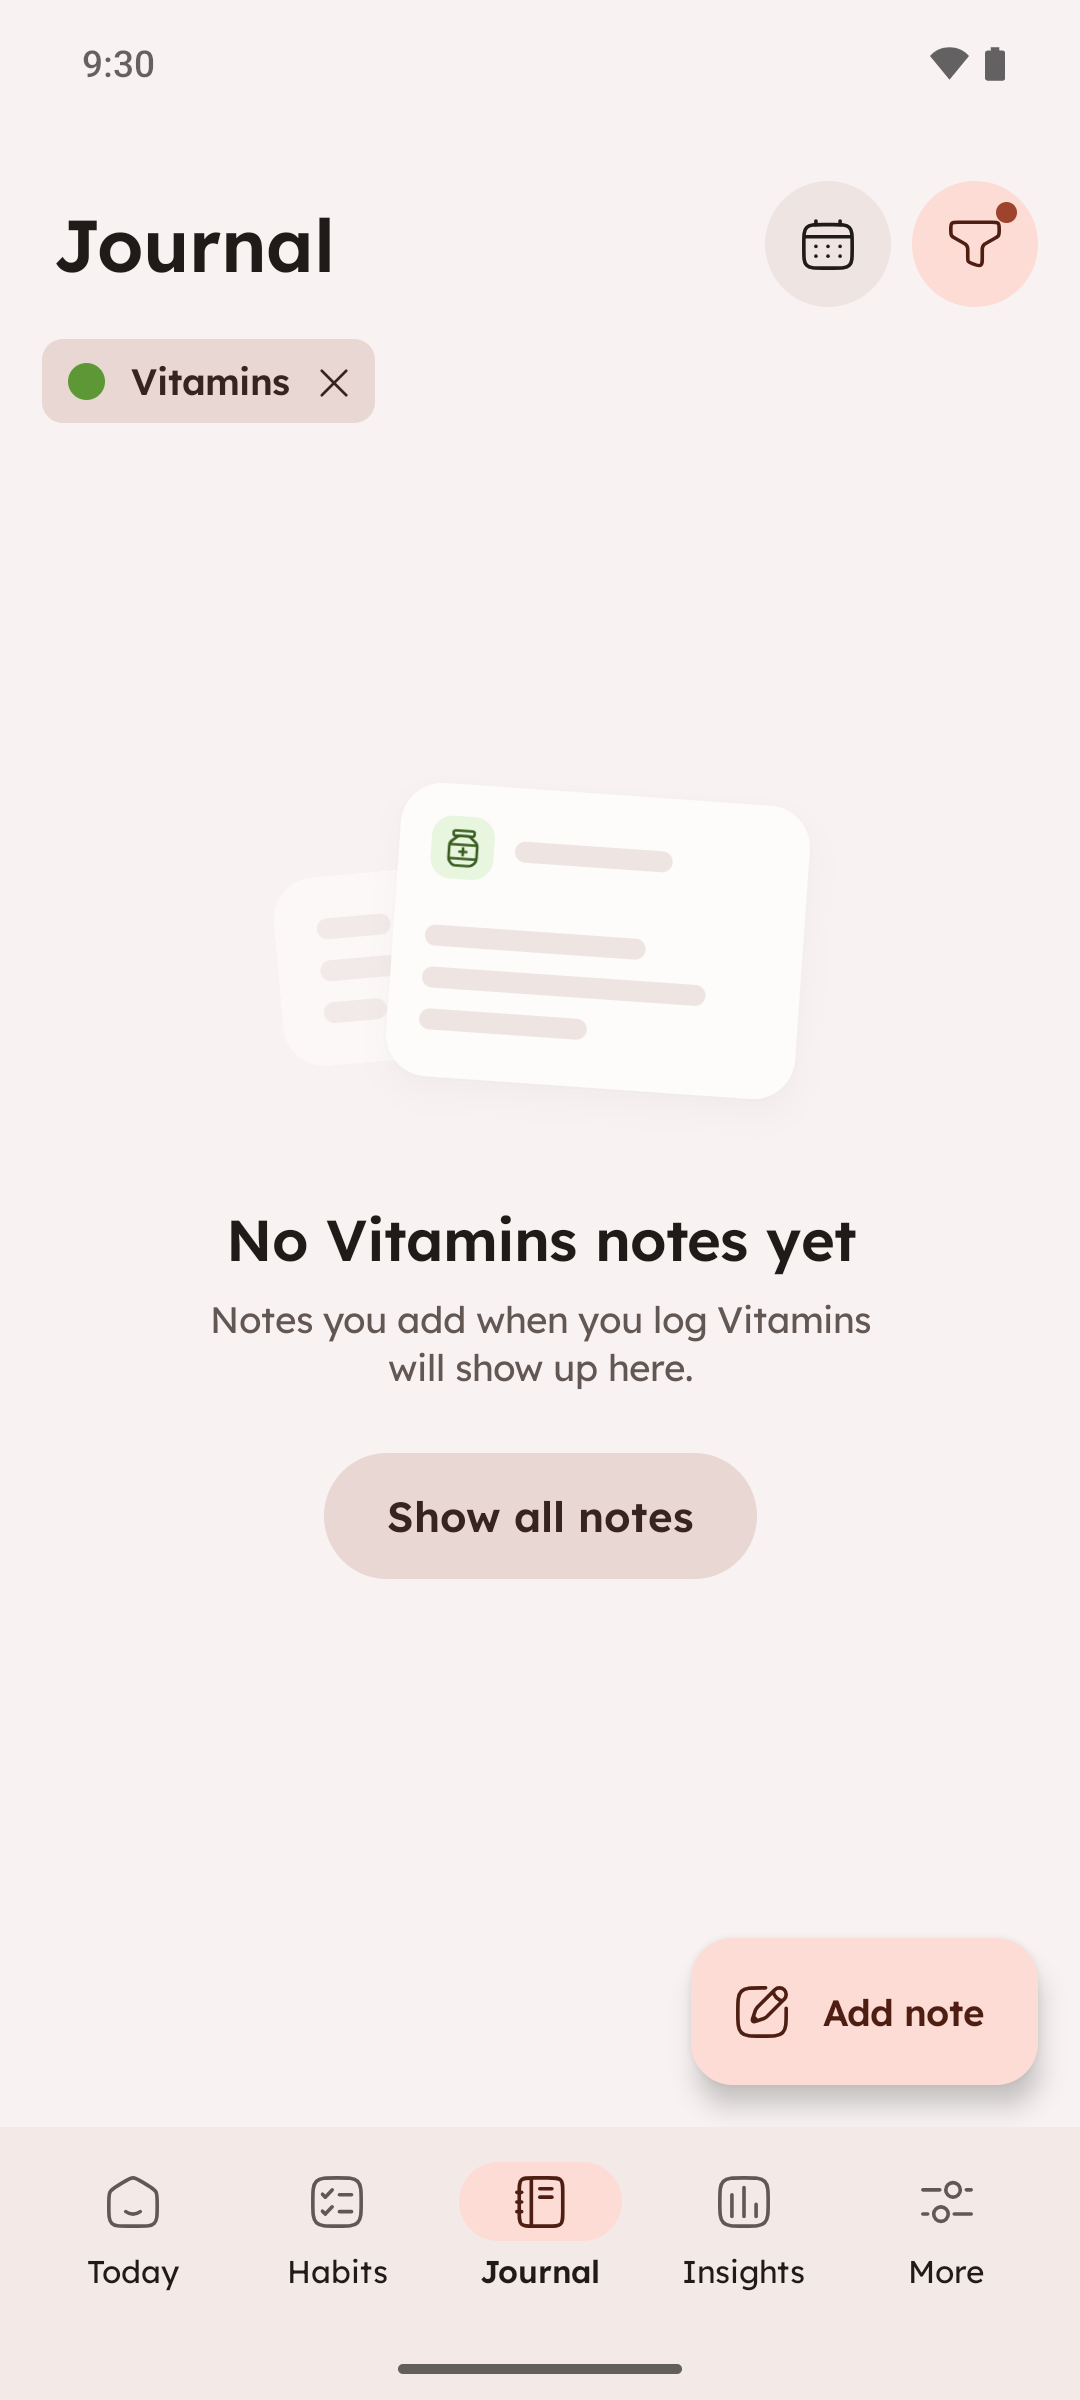 9:30
Journal
Vitamins
No Vitamins notes yet
Notes you add when you log Vitamins
will show up here.
Show all notes
Add note
Today
Habits
Journal
Insights
More